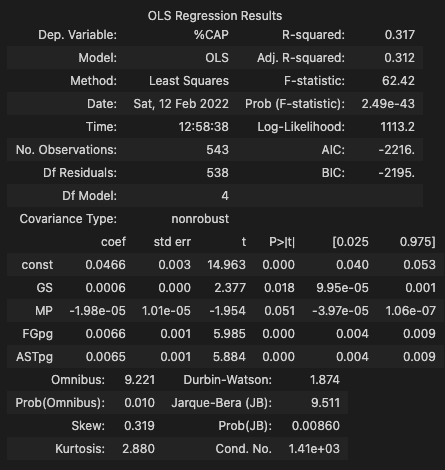 OLS Regression Results
Dep. Variable: %CAP R-squared: 0.317
Model: OLS Adj. R-squared: 0.312
Method: Least Squares F-statistic: 62.42
Date: Sat, 12 Feb 2022 Prob (F-statistic): 2.49e-43
Time: 12:58:38 Log-Likelihood: 1113.2
No. Observations: 543 AIC: -2216.
Df Residuals: 538 BIC: -2195.
Df Model: 4
Covariance Type: nonrobust
coef std err t P>|t| [0.025 0.975]
const 0.0466 0.003 14.963 0.000 0.040 0.053
GS 0.0006 0.000 2.377 0.018 9.95e-05 0.001
MP -1.98e-05 1.01e-05 -1.954 0.051 -3.97e-05 1.06e-07
FGpg 0.0066 0.001 5.985 0.000 0.004 0.009
ASTpg 0.0065 0.001 5.884 0.000 0.004 0.009
Omnibus: 9.221 Durbin-Watson: 1.874
Prob(Omnibus): 0.010 Jarque-Bera (JB): 9.511
Skew: 0.319 Prob(JB): 0.00860
Kurtosis: 2.880 Cond. No. 1.41e+03